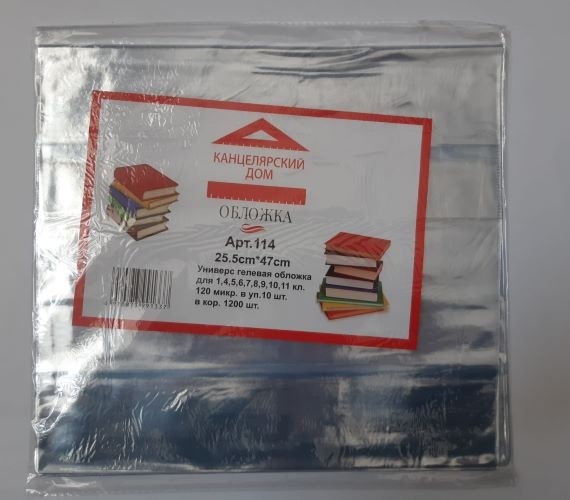 КАНЦЕЛЯРСКИЙ
ДОМ
ОБЛОЖКА
Арт.114
25.5cm*47cm
Универс гелевая обложка
для 1,4,5,6,7,8,9,10,11 кл.
120 микр. в уп.10 шт.
в кор. 1200 шт.